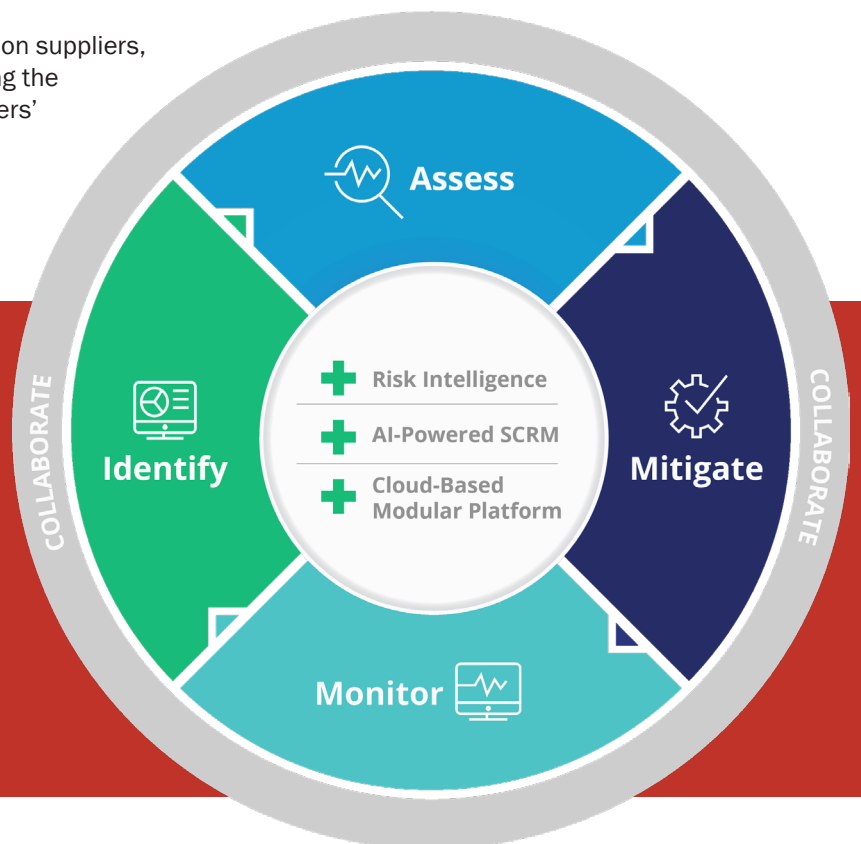 on suppliers,
ng the
ers’
Assess
COLLABORATE
Identify
Risk Intelligence
AI-Powered SCRM
Cloud-Based
Modular Platform
Mitigate
COLLABORATE
Monitor